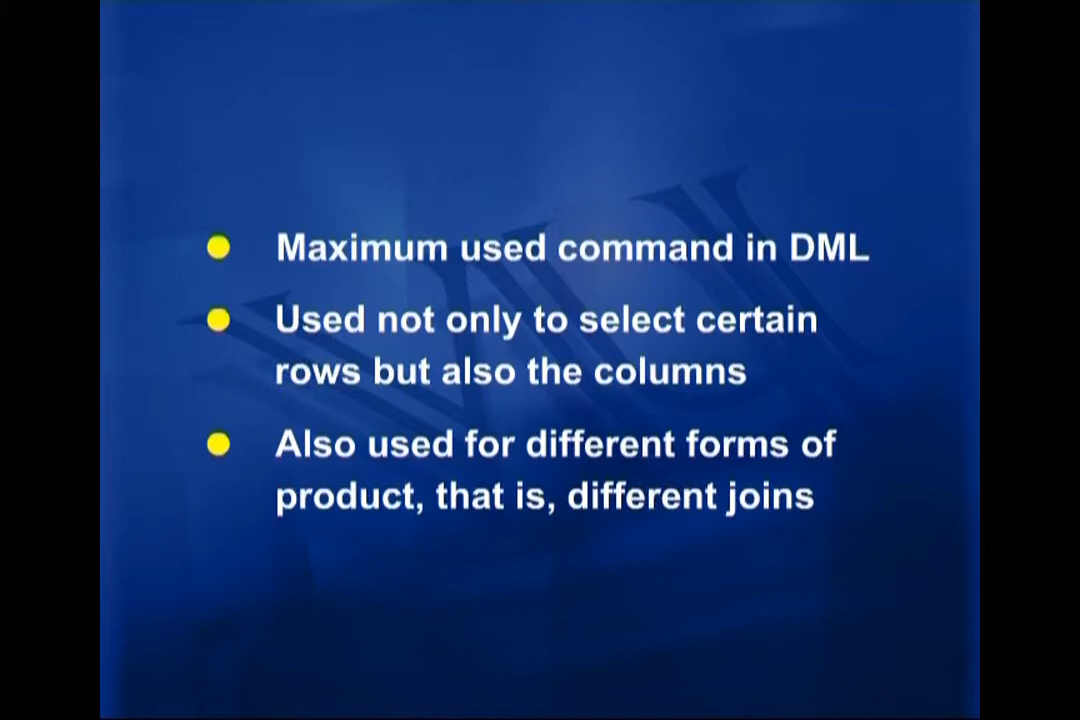 Maximum used command in DML
Used not only to select certain
rows but also the columns
Also used for different forms of
product, that is, different joins